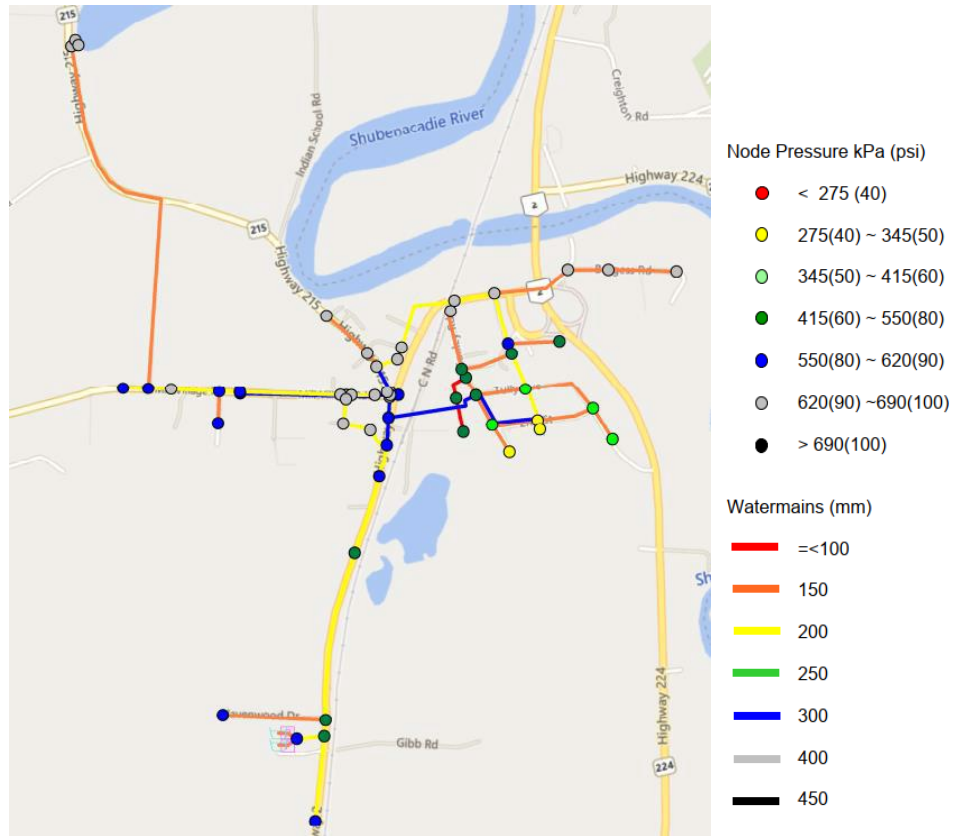 215
Highway 215
Indian School Rd
Shubenacadie River
Creighton Rd
Highway 224
2
215
Highway 215
2
C N Rd
Gibb Rd
Highway 224
224
Node Pressure kPa (psi)
< 275 (40)
275(40) ~ 345(50)
345(50) ~ 415(60)
415(60) ~ 550(80)
550(80) ~ 620(90)
620(90) ~690(100)
> 690(100)
Watermains (mm)
=<100
150
200
250
300
400
450